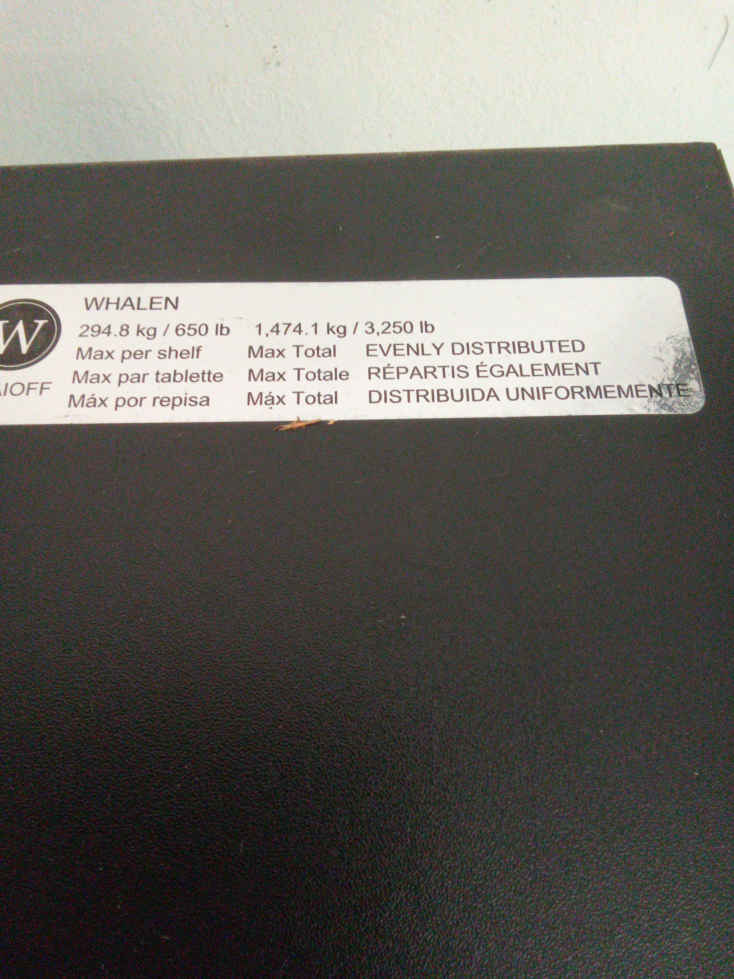 WHALEN
W
294.8 kg / 650 lb 1,474.1 kg / 3,250 lb
Max per shelf Max Total EVENLY DISTRIBUTED
Max par tablette Max Totale RÉPARTIS ÉGALEMENT
AIOFF Máx por repisa Máx Total DISTRIBUIDA UNIFORMEMENTE